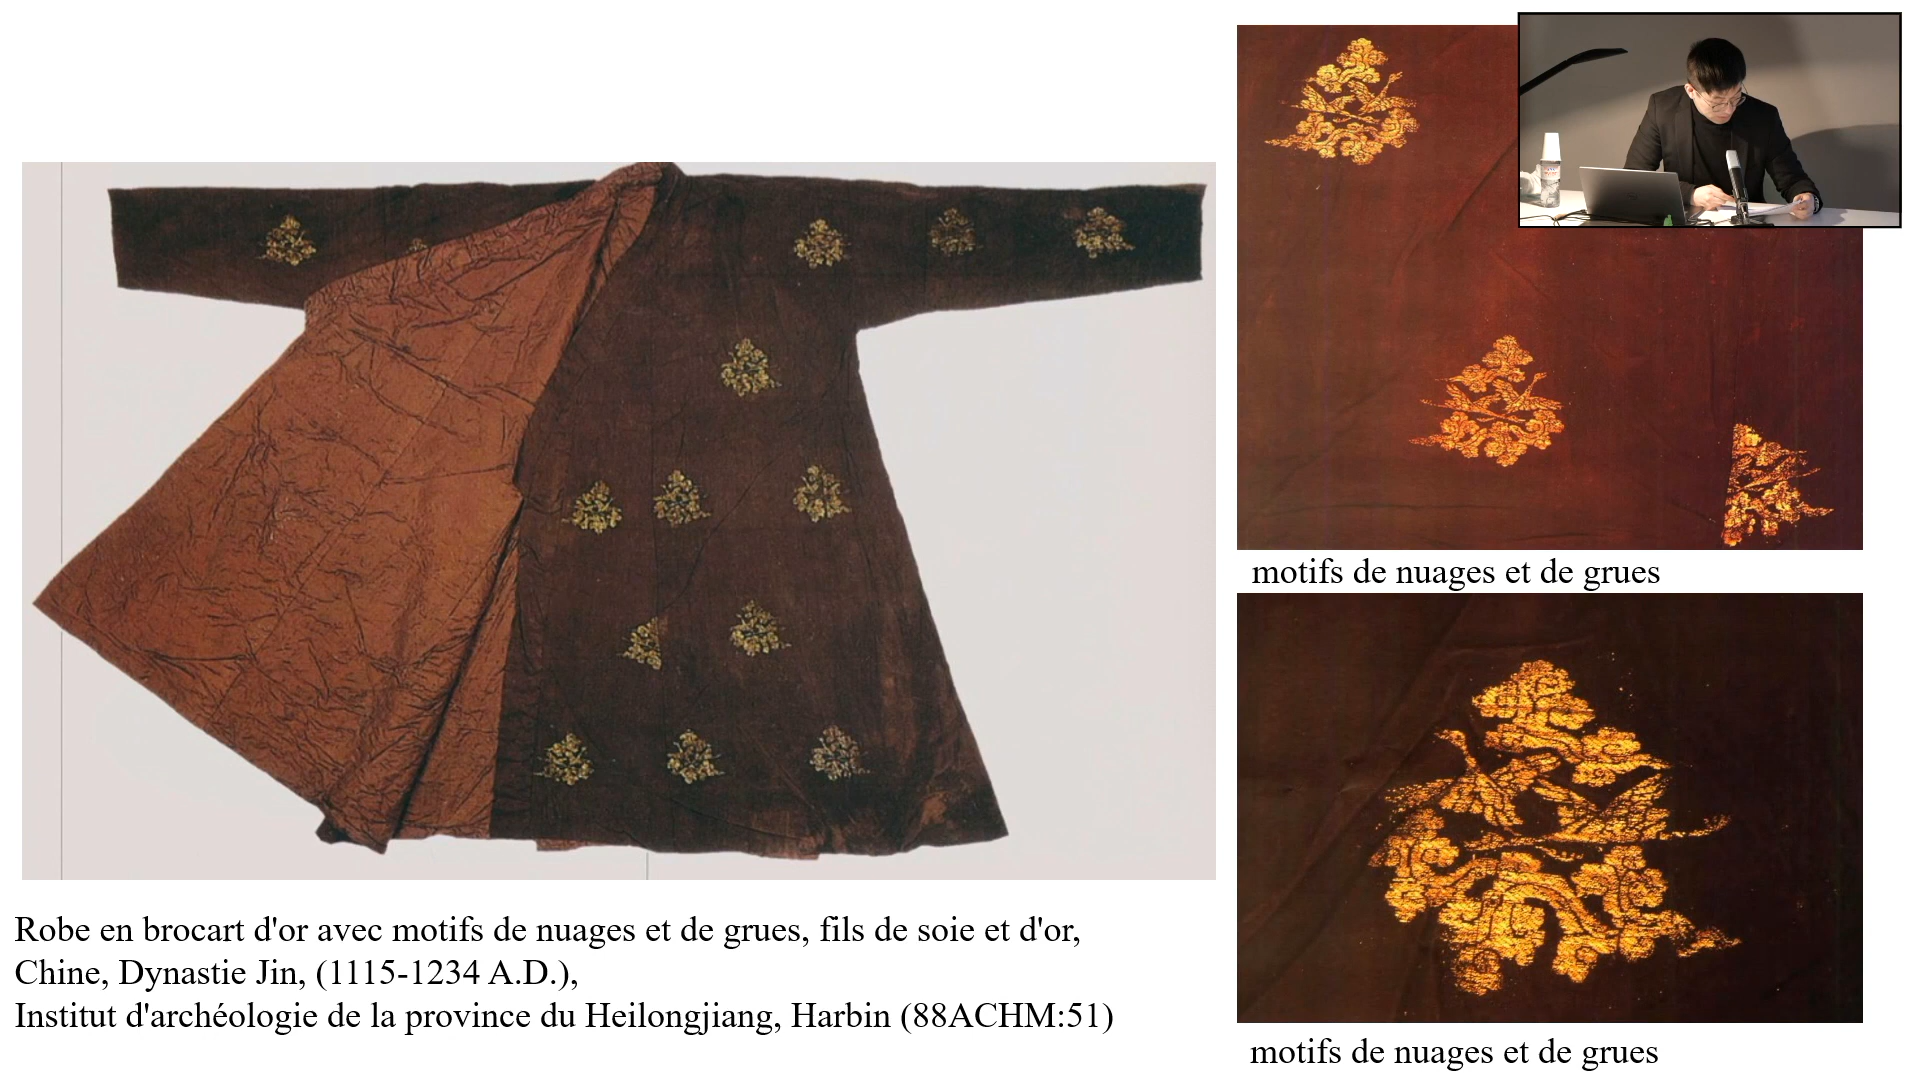 motifs de nuages et de grues
Robe en brocart d'or avec motifs de nuages et de grues, fils de soie et d'or,
Chine, Dynastie Jin, (1115-1234 A.D.),
Institut d'archéologie de la province du Heilongjiang, Harbin (88ACHM:51)
motifs de nuages et de grues